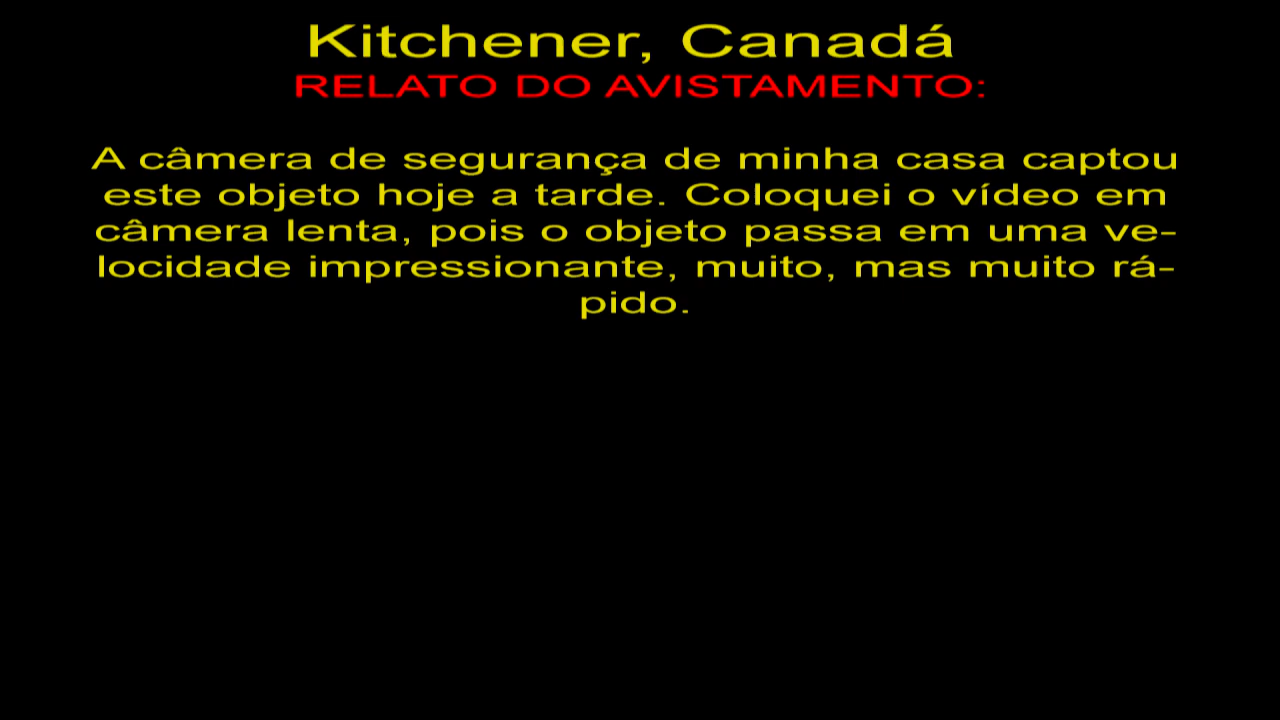 Kitchener, Canadá
RELATO DO AVISTAMENTO:
A câmera de segurança de minha casa captou
este objeto hoje a tarde. Coloquei o vídeo em
câmera lenta, pois o objeto passa em uma ve-
locidade impressionante, muito, mas muito rá-
pido.